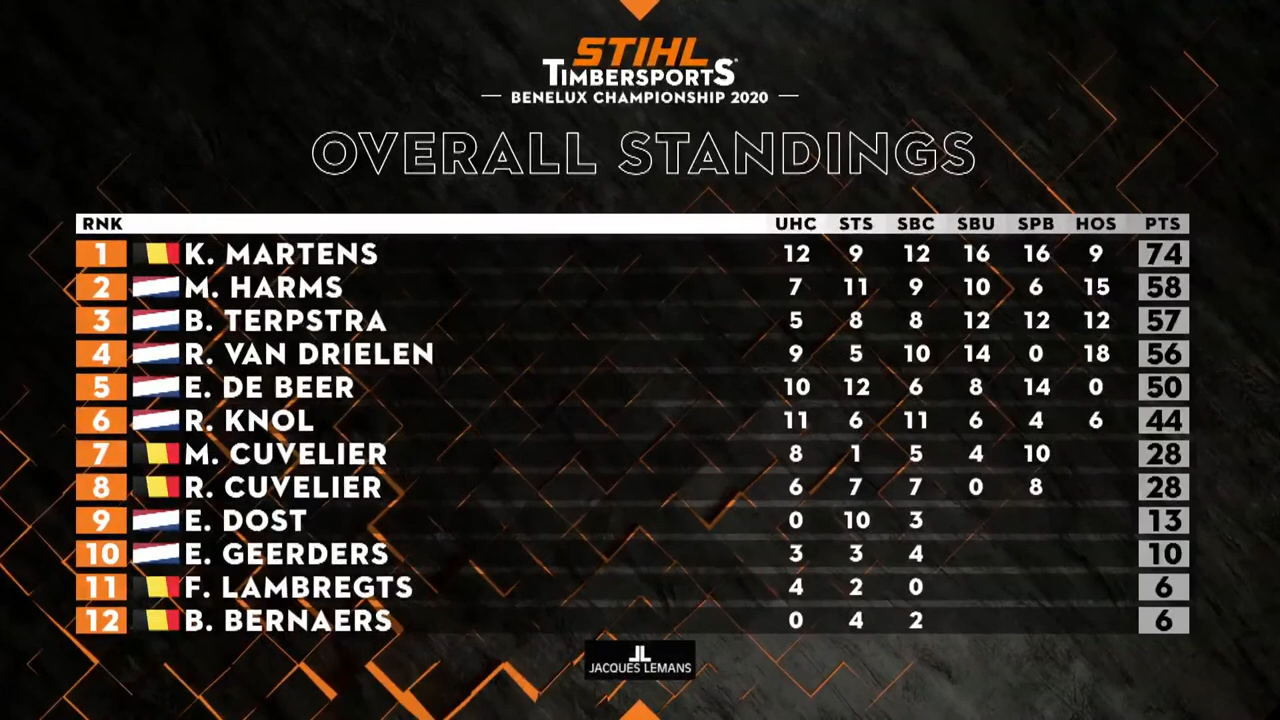 STIHL
TIMBERSPORTS®
BENELUX CHAMPIONSHIP 2020
OVERALL STANDINGS
RNK UHC STS SBC SBU SPB HOS PTS
1 K. MARTENS 12 9 12 16 16 9 74
2 M. HARMS 7 11 9 10 6 15 58
3 B. TERPSTRA 5 8 8 12 12 12 57
4 R. VAN DRIELEN 9 5 10 14 0 18 56
5 E. DE BEER 10 12 6 8 14 0 50
6 R. KNOL 11 6 11 6 4 6 44
7 M. CUVELIER 8 1 5 4 10 28
8 R. CUVELIER 6 7 7 0 8 28
9 E. DOST 0 10 3 13
10 E. GEERDERS 3 3 4 10
11 F. LAMBREGTS 4 2 0 6
12 B. BERNAERS 0 4 2 6
JL
JACQUES LEMANS